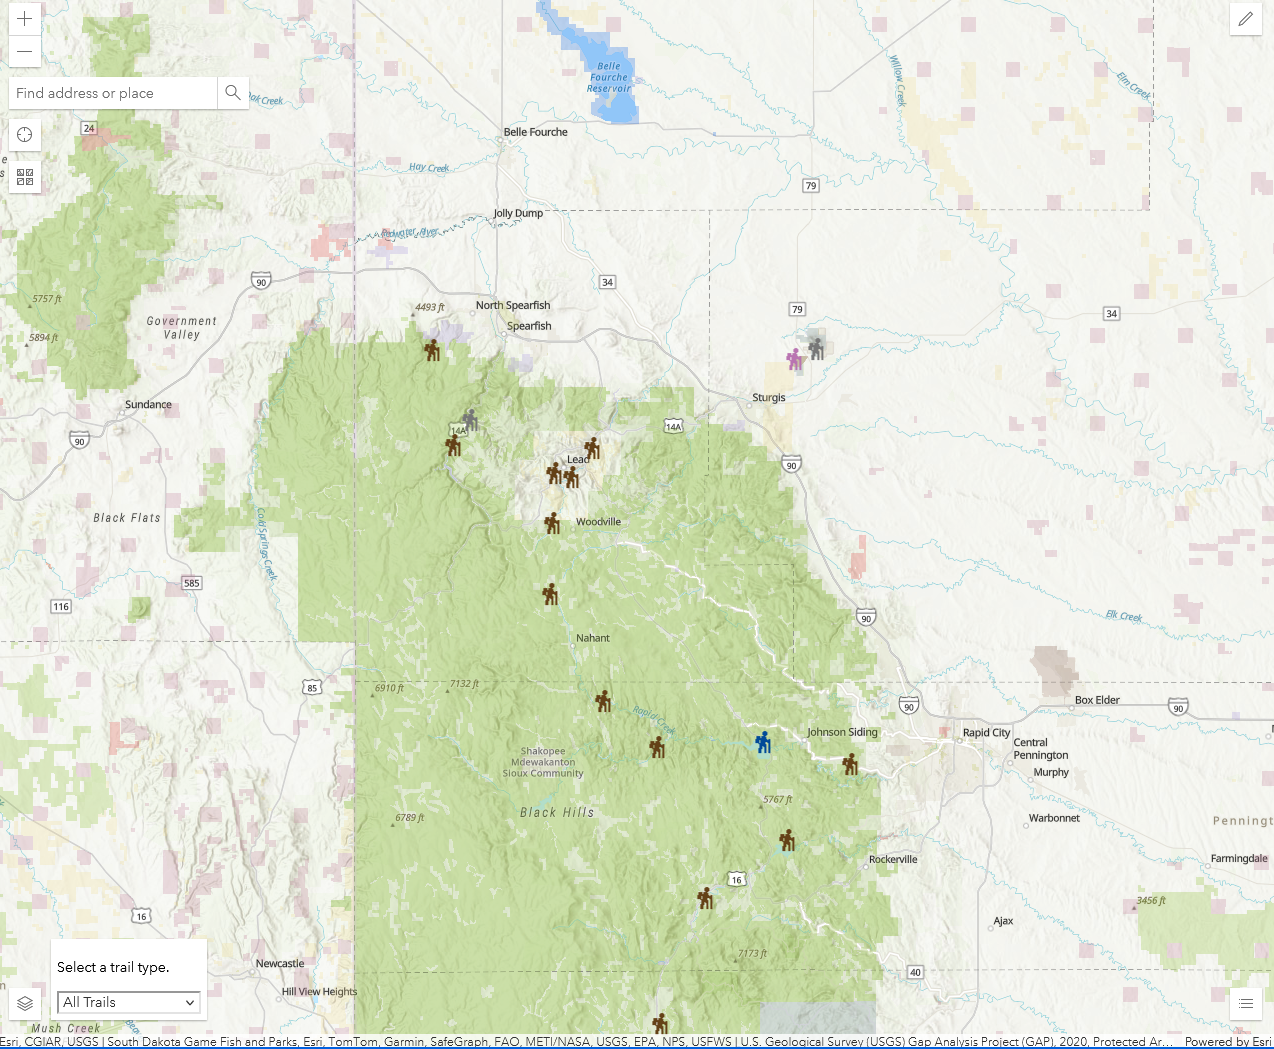 Find address or place
Oak Creek
Belle
Fourche
Reservoir
Willow Creek
Elm Creek
24
Belle Fourche
Hay Creek
79
Jolly Dump
Redwater River
90
34
5757 ft
5894 ft
Government
Valley
4493 ft
North Spearfish
Spearfish
79
34
Sundance
90
14A
14A
Sturgis
Lead
90
Black Flats
Cold Springs Creek
Woodville
585
116
90
Elk Creek
Nahant
85
6910 ft
7132 ft
90
Box Elder
90
Rapid Creek
Johnson Siding
Rapid City
Central
Pennington
Shakopee
Mdewakanton
Sioux Community
Murphy
5767 ft
6789 ft
Black Hills
Warbonnet
Penningt
Rockerville
Farmingdale
16
16
3456 ft
Ajax
7173 ft
Select a trail type.
Newcastle
40
All Trails
Hill View Heights
Mush Creek
Esri, CGIAR, USGS | South Dakota Game Fish and Parks, Esri, TomTom, Garmin, SafeGraph, FAO, METI/NASA, USGS, EPA, NPS, USFWS | U.S. Geological Survey (USGS) Gap Analysis Project (GAP), 2020, Protected Ar...
Powered by Esri